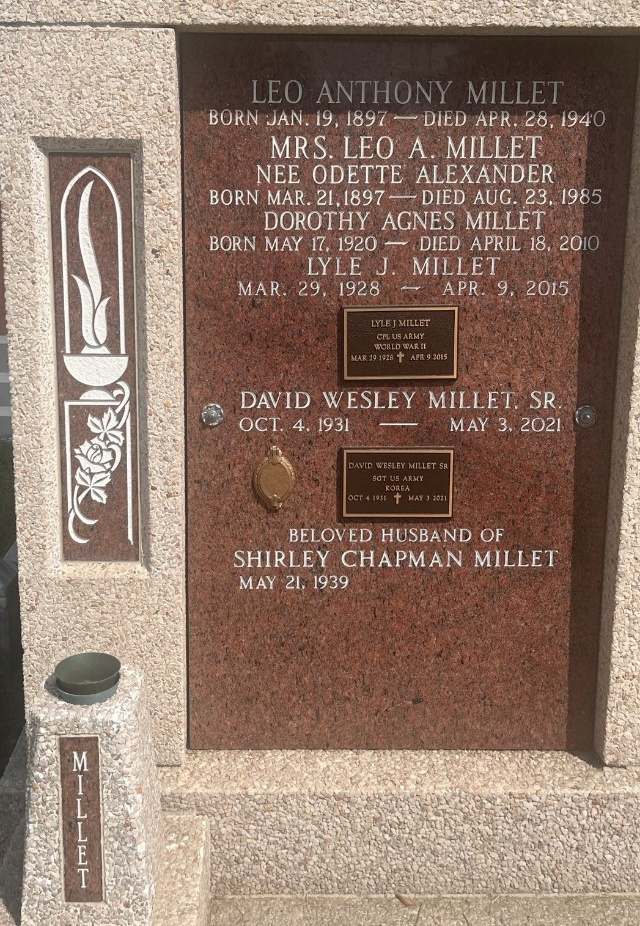 LEO ANTHONY MILLET
BORN JAN. 19, 1897 — DIED APR. 28, 1940
MRS. LEO A. MILLET
NEE ODETTE ALEXANDER
BORN MAR. 21, 1897 — DIED AUG. 23, 1985
DOROTHY AGNES MILLET
BORN MAY 17, 1920 — DIED APRIL 18, 2010
LYLE J. MILLET
MAR. 29, 1928 — APR. 9, 2015
LYLE J MILLET
CPL US ARMY
WORLD WAR II
MAR 29 1928 ✝ APR 9 2015
DAVID WESLEY MILLET, SR.
OCT. 4, 1931 — MAY 3, 2021
DAVID WESLEY MILLET SR
SGT US ARMY
KOREA
OCT 4 1931 ✝ MAY 3 2021
BELOVED HUSBAND OF
SHIRLEY CHAPMAN MILLET
MAY 21, 1939
MILLET